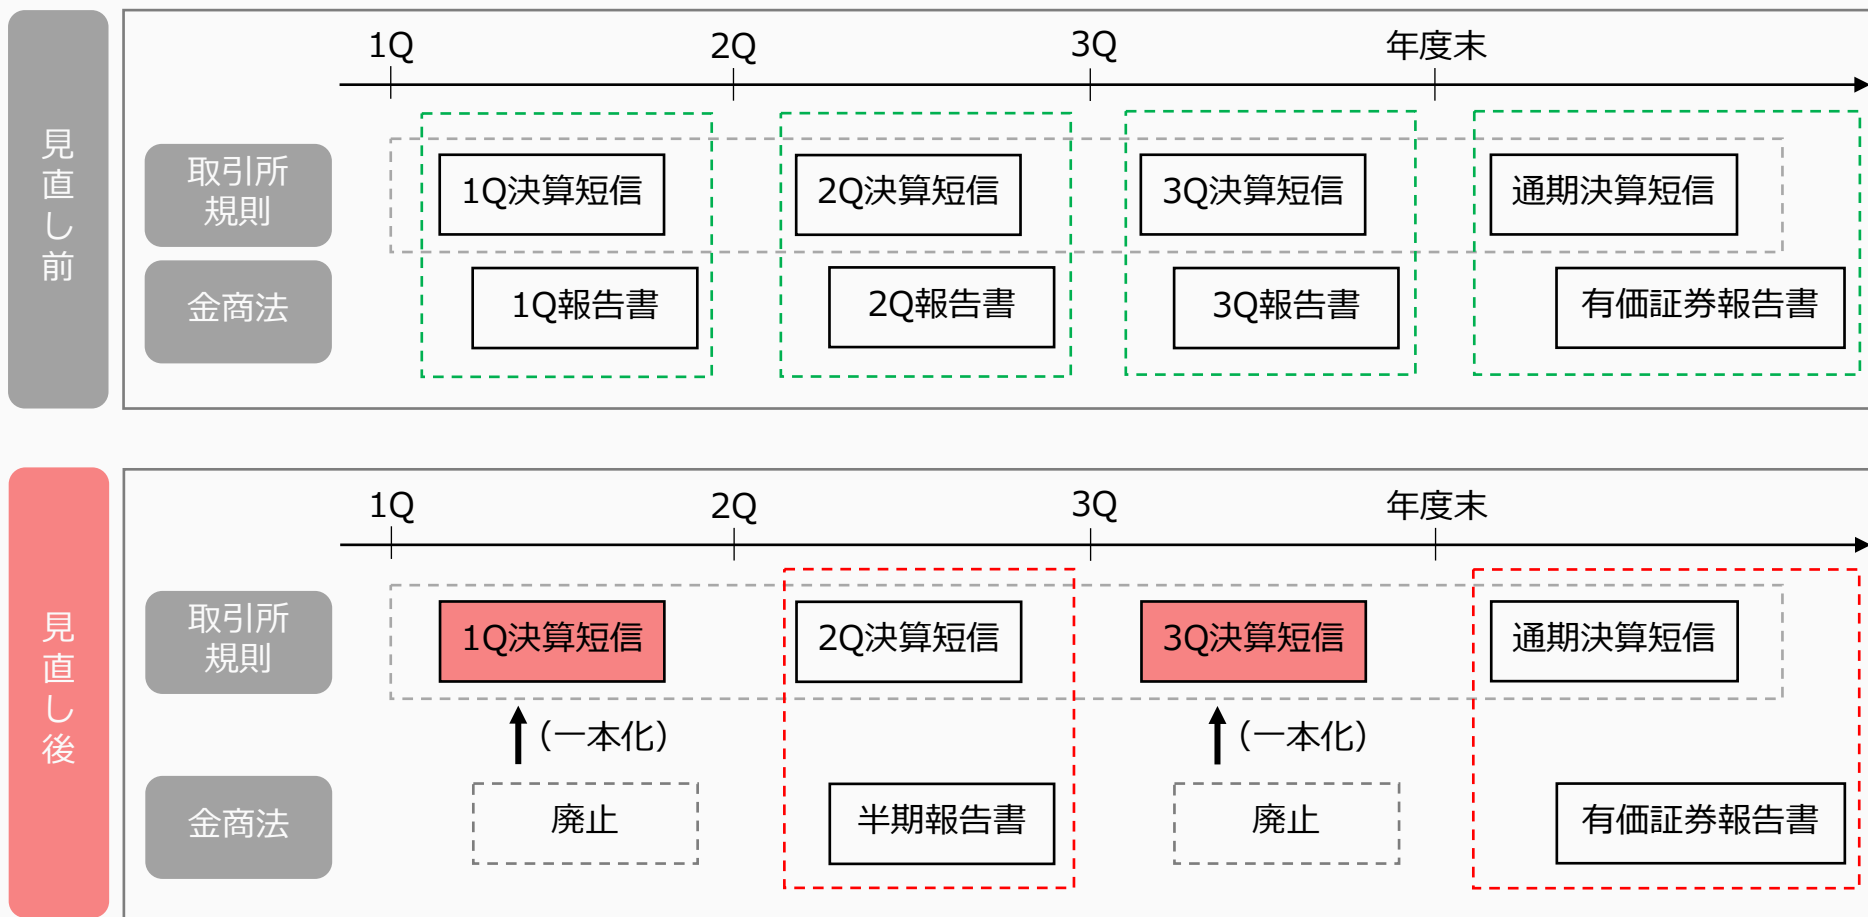 見直し前
1Q
2Q
3Q
年度末
取引所
規則
1Q決算短信
2Q決算短信
3Q決算短信
通期決算短信
金商法
1Q報告書
2Q報告書
3Q報告書
有価証券報告書
見直し後
1Q
2Q
3Q
年度末
取引所
規則
1Q決算短信
2Q決算短信
3Q決算短信
通期決算短信
（一本化）
（一本化）
金商法
廃止
半期報告書
廃止
有価証券報告書